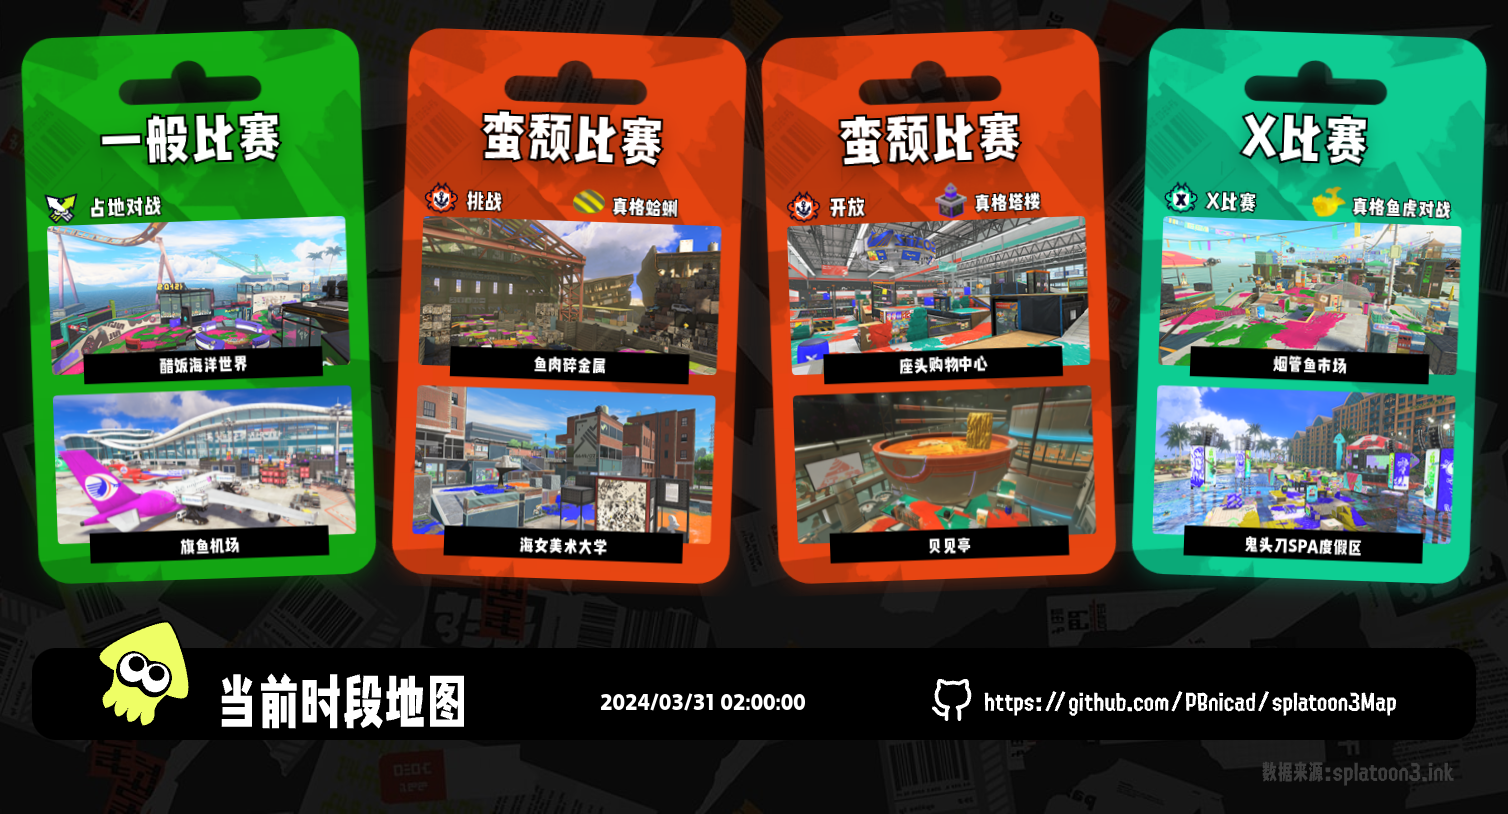 一般比赛
占地对战
醋饭海洋世界
旗鱼机场
蛮颓比赛
挑战
真格蛤蜊
鱼肉碎金属
海女美术大学
蛮颓比赛
开放
真格塔楼
座头购物中心
贝见亭
X比赛
X比赛
真格鱼虎对战
烟管鱼市场
鬼头刀SPA度假区
当前时段地图
2024/03/31 02:00:00
https://github.com/PBnicad/splatoon3Map
数据来源:splatoon3.ink